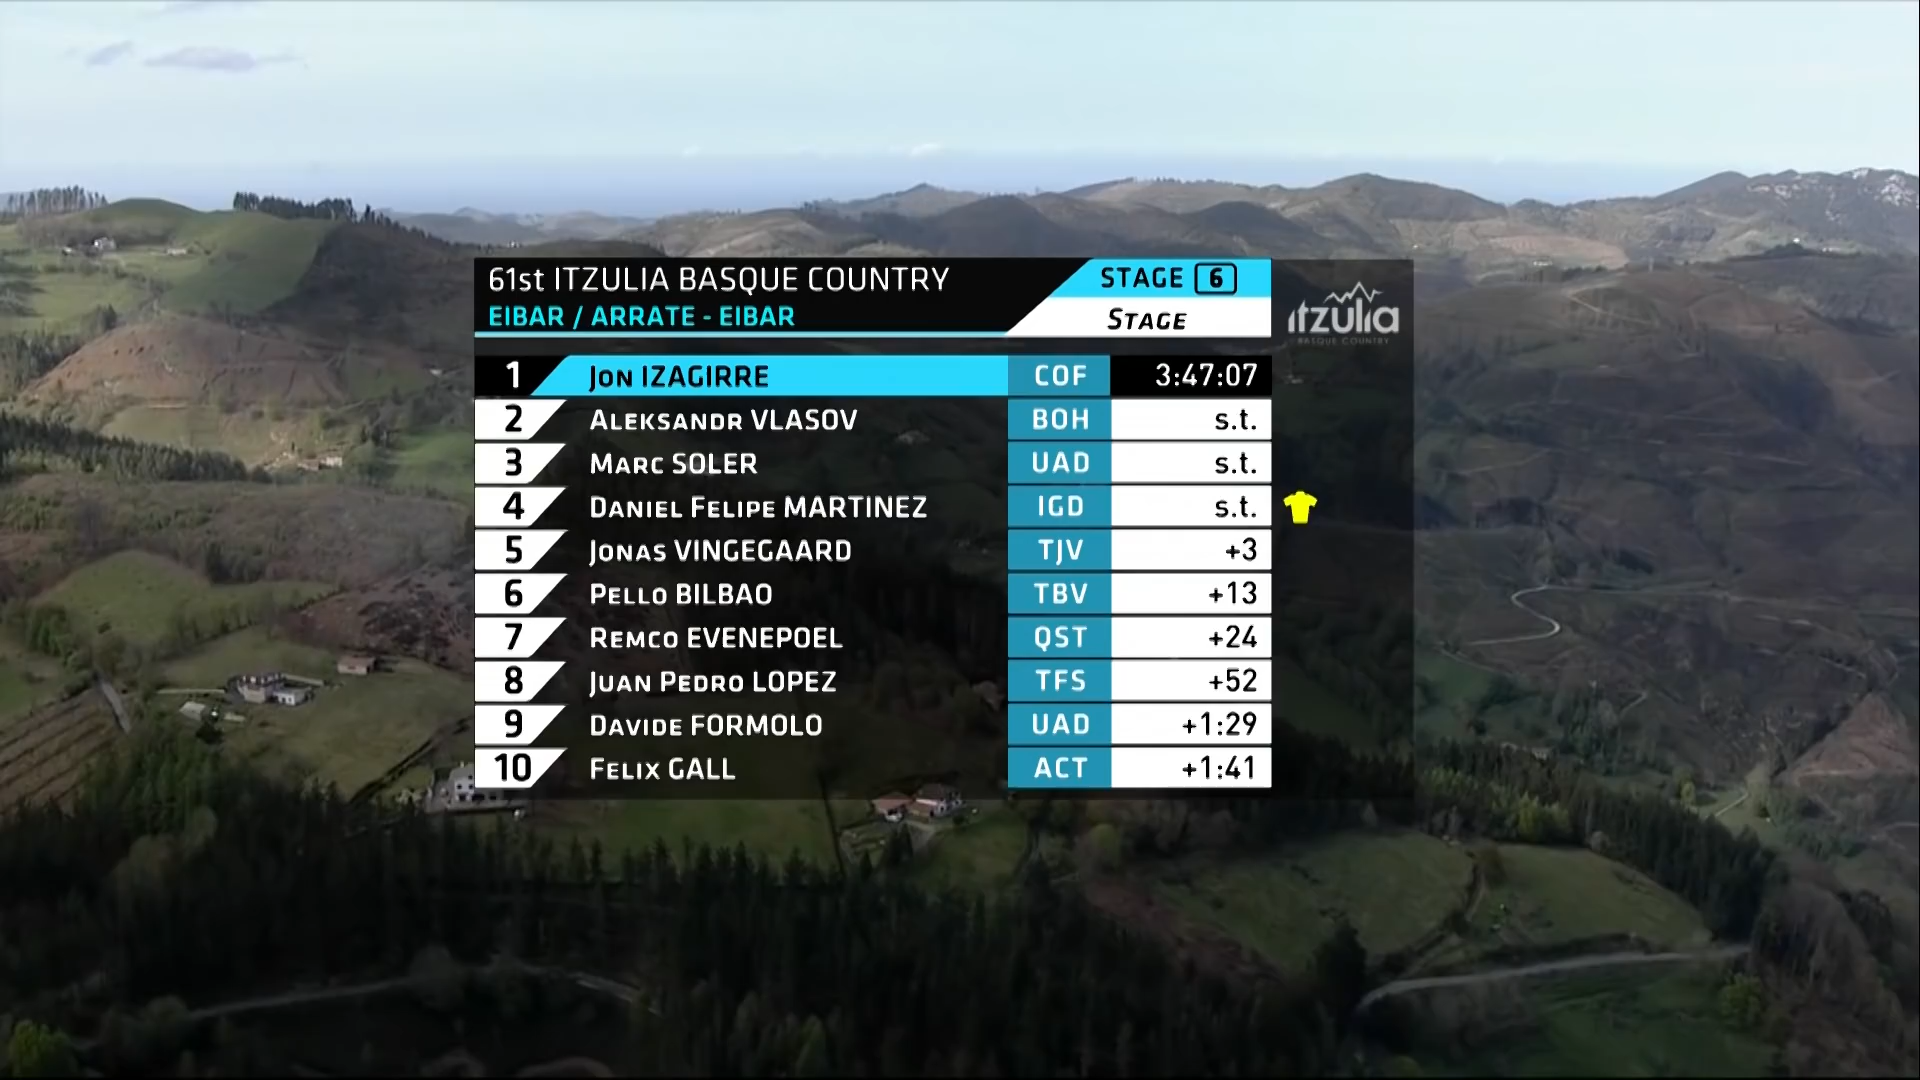 61st ITZULIA BASQUE COUNTRY
EIBAR / ARRATE - EIBAR
STAGE 6
STAGE
itzulia
BASQUE COUNTRY
1 JON IZAGIRRE COF 3:47:07
2 ALEKSANDR VLASOV BOH s.t.
3 MARC SOLER UAD s.t.
4 DANIEL FELIPE MARTINEZ IGD s.t.
5 JONAS VINGEGAARD TJV +3
6 PELLO BILBAO TBV +13
7 REMCO EVENEPOEL QST +24
8 JUAN PEDRO LOPEZ TFS +52
9 DAVIDE FORMOLO UAD +1:29
10 FELIX GALL ACT +1:41